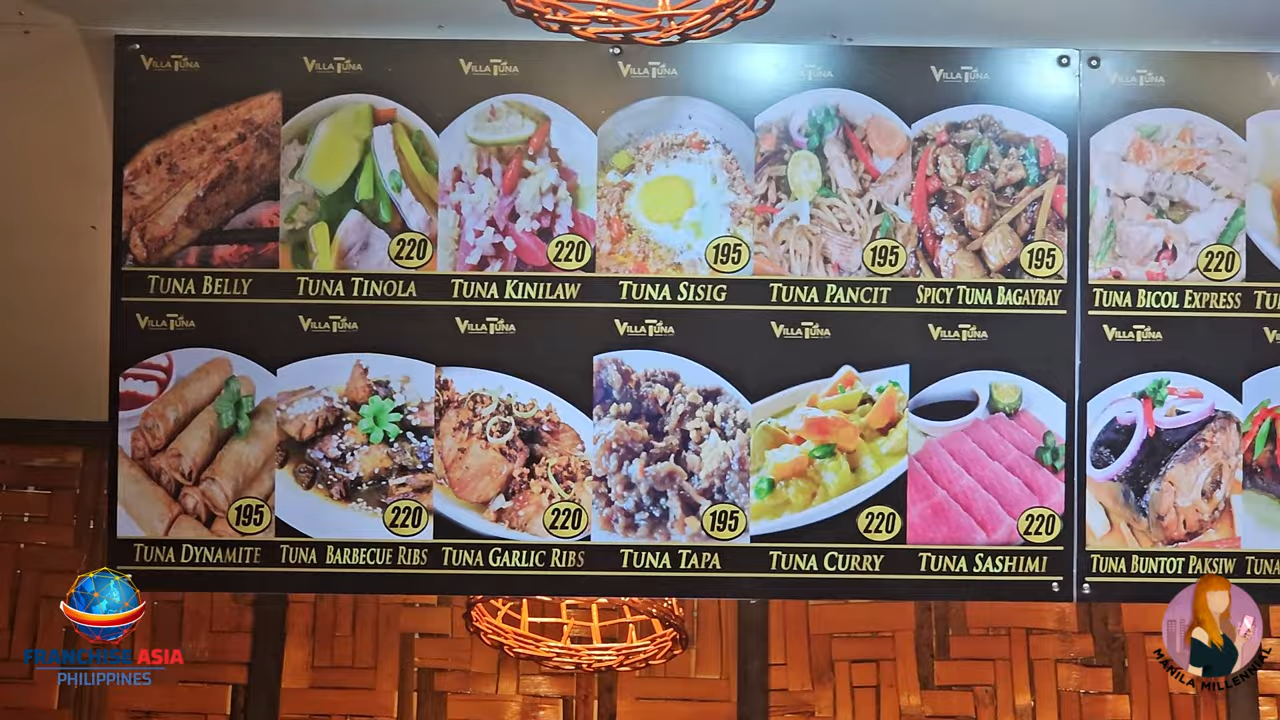 VILLA TUNA VILLA TUNA VILLA TUNA VILLA TUNA VILLA TUNA VILLA TUNA VILLA TUNA
220 220 195 195 195 220
TUNA BELLY TUNA TINOLA TUNA KINILAW TUNA SISIG TUNA PANCIT SPICY TUNA BAGAYBAY TUNA BICOL EXPRESS
VILLA TUNA VILLA TUNA VILLA TUNA VILLA TUNA VILLA TUNA VILLA TUNA VILLA TUNA
195 220 220 195 220 220
TUNA DYNAMITE TUNA BARBECUE RIBS TUNA GARLIC RIBS TUNA TAPA TUNA CURRY TUNA SASHIMI TUNA BUNTOT PAKSIW TUNA
FRANCHISE ASIA
PHILIPPINES
MANILA MILLENNIAL